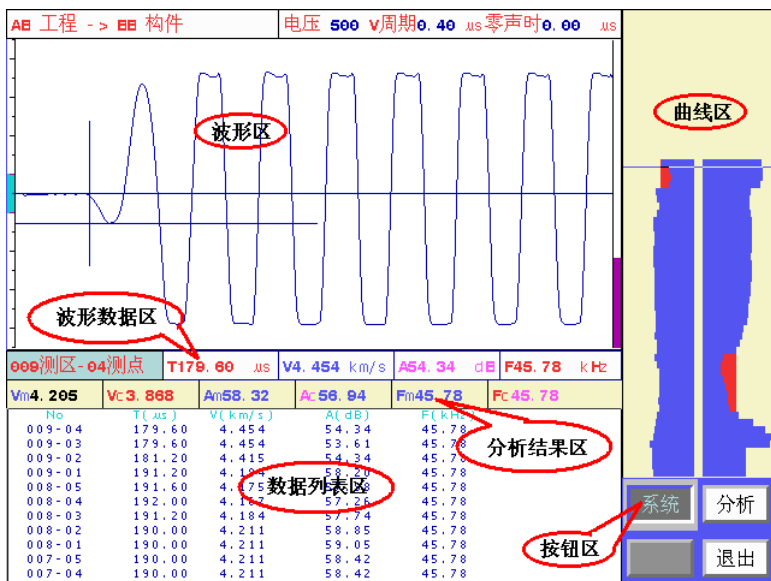 AB 工程 -> BB 构件 电压 500 V周期0.40 µs零声时0.00 µs
波形区
曲线区
波形数据区
009测区-04测点 T179.60 µs V4.454 km/s A54.34 dB F45.78 kHz
Vm4.205 Vc3.868 Am58.32 Ac56.94 Fm45.78 Fc45.78
No T(µs) V(km/s) A(dB) F(kHz)
009-04 179.60 4.454 54.34 45.78
009-03 179.60 4.454 53.61 45.78
009-02 181.20 4.415 54.34 45.78
分析结果区
009-01 191.20 58.20 45.78
数据列表区
008-05 191.60 45.78
008-04 192.00 57.26 45.78
008-03 191.20 4.184 57.74 45.78
008-02 190.00 4.211 58.85 45.78
008-01 190.00 4.211 59.05 45.78
007-05 190.00 4.211 58.42 45.78
007-04 190.00 4.211 58.42 45.78
系统 分析
按钮区
退出